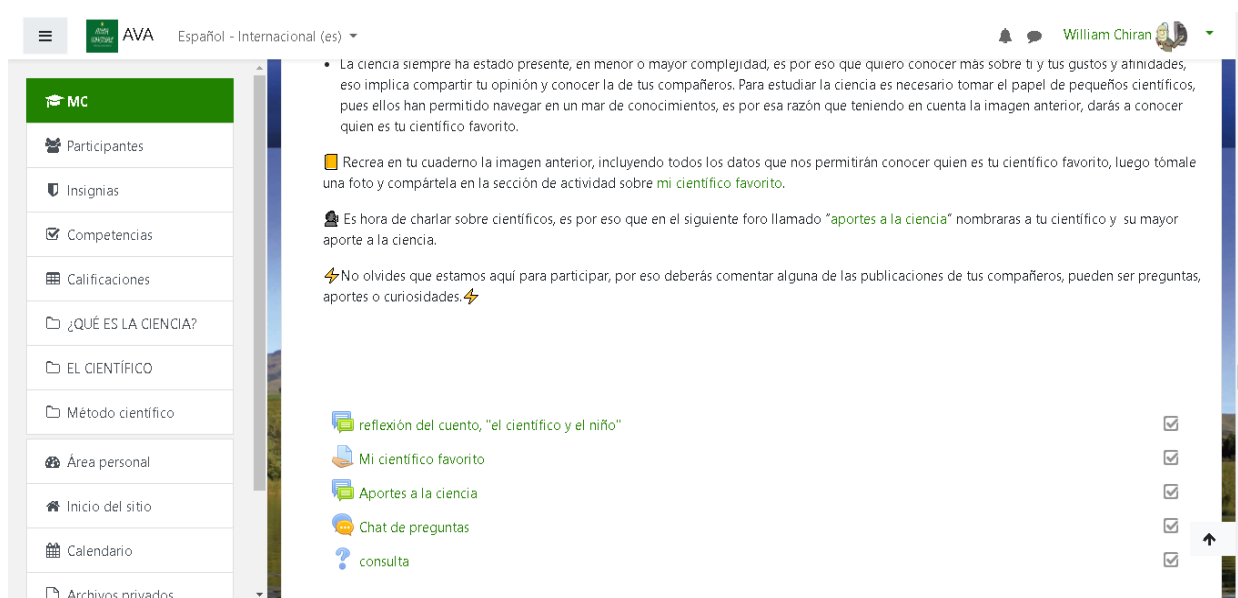 AVA Español - Internacional (es) William Chiran
MC
Participantes
Insignias
Competencias
Calificaciones
¿QUÉ ES LA CIENCIA?
EL CIENTÍFICO
Método científico
Área personal
Inicio del sitio
Calendario
Archivos privados
La ciencia siempre ha estado presente, en menor o mayor complejidad, es por eso que quiero conocer más sobre ti y tus gustos y afinidades,
eso implica compartir tu opinión y conocer la de tus compañeros. Para estudiar la ciencia es necesario tomar el papel de pequeños científicos,
pues ellos han permitido navegar en un mar de conocimientos, es por esa razón que teniendo en cuenta la imagen anterior, darás a conocer
quien es tu científico favorito.
Recrea en tu cuaderno la imagen anterior, incluyendo todos los datos que nos permitirán conocer quien es tu científico favorito, luego tómale
una foto y compártela en la sección de actividad sobre mi científico favorito.
Es hora de charlar sobre científicos, es por eso que en el siguiente foro llamado "aportes a la ciencia" nombraras a tu científico y su mayor
aporte a la ciencia.
No olvides que estamos aquí para participar, por eso deberás comentar alguna de las publicaciones de tus compañeros, pueden ser preguntas,
aportes o curiosidades.
reflexión del cuento, "el científico y el niño"
Mi científico favorito
Aportes a la ciencia
Chat de preguntas
consulta